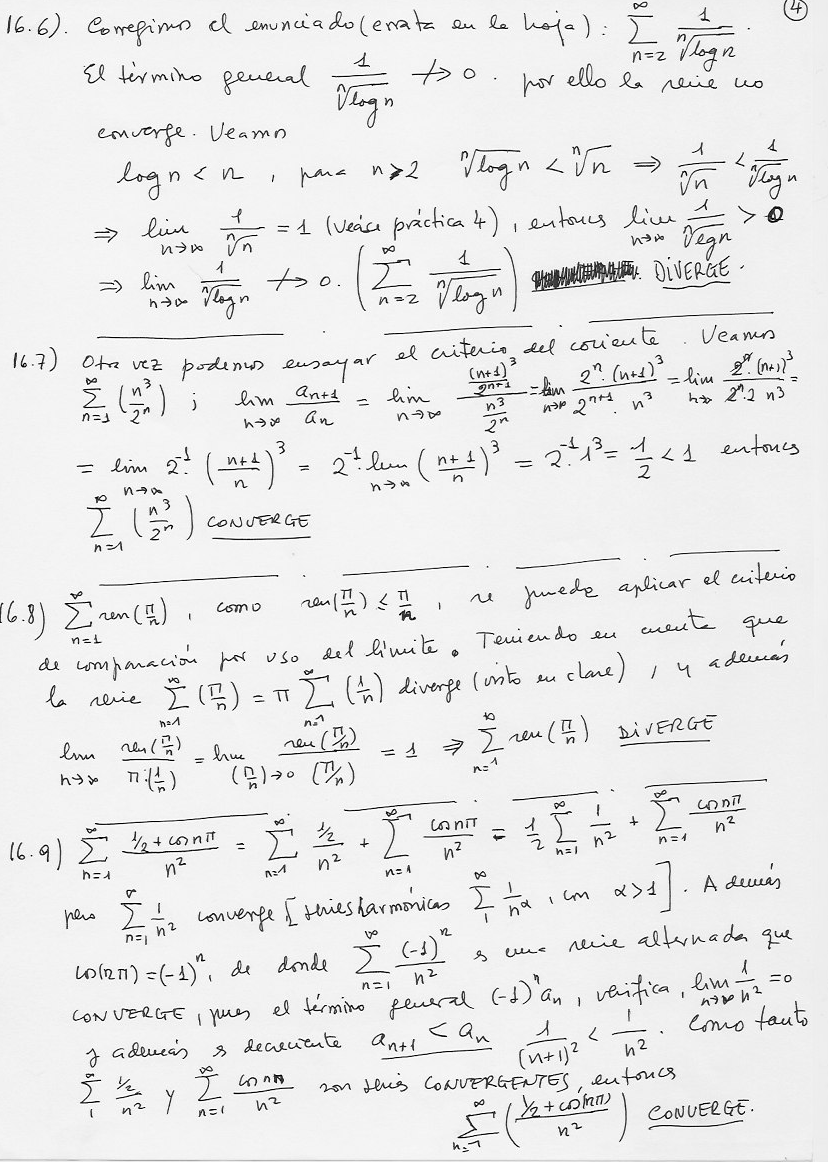 ④
16.6). Corregimos el enunciado (errata en la hoja) : $\sum_{n=2}^{\infty} \frac{1}{\sqrt[n]{\log n}}$.
El término general $\frac{1}{\sqrt[n]{\log n}} \not\to 0$. por ello la serie no
converge. Veamos
$\log n < n$, para $n \geqslant 2$ $\sqrt[n]{\log n} < \sqrt[n]{n} \Rightarrow \frac{1}{\sqrt[n]{n}} < \frac{1}{\sqrt[n]{\log n}}$
$\Rightarrow \lim_{n\to\infty} \frac{1}{\sqrt[n]{n}} = 1$ (véase práctica 4), entonces $\lim_{n\to\infty} \frac{1}{\sqrt[n]{lgn}} > 0$
$\Rightarrow \lim_{n\to\infty} \frac{1}{\sqrt[n]{\log n}} \not\to 0$. $\left(\sum_{n=2}^{\infty} \frac{1}{\sqrt[n]{\log n}}\right)$ DIVERGE.
16.7) Otra vez podemos ensayar el criterio del cociente. Veamos
$\sum_{n=1}^{\infty} \left(\frac{n^3}{2^n}\right)$ ; $\lim_{n\to\infty} \frac{a_{n+1}}{a_n} = \lim_{n\to\infty} \frac{\frac{(n+1)^3}{2^{n+1}}}{\frac{n^3}{2^n}} = \lim_{n\to\infty} \frac{2^n \cdot (n+1)^3}{2^{n+1} \cdot n^3} = \lim_{n\to\infty} \frac{2^n \cdot (n+1)^3}{2^n \cdot 2 \, n^3} =$
$= \lim_{n\to\infty} 2^{-1} \cdot \left(\frac{n+1}{n}\right)^3 = 2^{-1} \cdot \lim_{n\to\infty} \left(\frac{n+1}{n}\right)^3 = 2^{-1} \cdot 1^3 = \frac{1}{2} < 1$ entonces
$\sum_{n=1}^{\infty} \left(\frac{n^3}{2^n}\right)$ CONVERGE
16.8) $\sum_{n=1}^{\infty} sen\left(\frac{\pi}{n}\right)$, como $sen\left(\frac{\pi}{n}\right) \leq \frac{\pi}{n}$, se puede aplicar el criterio
de comparación por uso del límite. Teniendo en cuenta que
la serie $\sum_{n=1}^{\infty} \left(\frac{\pi}{n}\right) = \pi \sum_{n=1}^{\infty} \left(\frac{1}{n}\right)$ diverge (visto en clase), y además
$\lim_{n\to\infty} \frac{sen\left(\frac{\pi}{n}\right)}{\pi \cdot \left(\frac{1}{n}\right)} = \lim_{\left(\frac{\pi}{n}\right)\to 0} \frac{sen(\pi/n)}{(\pi/n)} = 1 \Rightarrow \sum_{n=1}^{\infty} sen\left(\frac{\pi}{n}\right)$ DIVERGE
16.9) $\sum_{n=1}^{\infty} \frac{1/2 + \cos n\pi}{n^2} = \sum_{n=1}^{\infty} \frac{1/2}{n^2} + \sum_{n=1}^{\infty} \frac{\cos n\pi}{n^2} = \frac{1}{2} \sum_{n=1}^{\infty} \frac{1}{n^2} + \sum_{n=1}^{\infty} \frac{\cos n\pi}{n^2}$
pero $\sum_{n=1}^{\infty} \frac{1}{n^2}$ converge [series harmónicas $\sum_{1}^{\infty} \frac{1}{n^\alpha}$, con $\alpha > 1$]. Además
$\cos(n\pi) = (-1)^n$, de donde $\sum_{n=1}^{\infty} \frac{(-1)^n}{n^2}$ es una serie alternada que
CONVERGE, pues el término general $(-1)^n a_n$, verifica, $\lim_{n\to\infty} \frac{1}{n^2} = 0$
y además es decreciente $a_{n+1} < a_n$ $\frac{1}{(n+1)^2} < \frac{1}{n^2}$. Como tanto
$\sum_{1}^{\infty} \frac{1/2}{n^2}$ y $\sum_{n=1}^{\infty} \frac{\cos n\pi}{n^2}$ son series CONVERGENTES, entonces
$\sum_{n=1}^{\infty} \left(\frac{1/2 + \cos(n\pi)}{n^2}\right)$ CONVERGE.